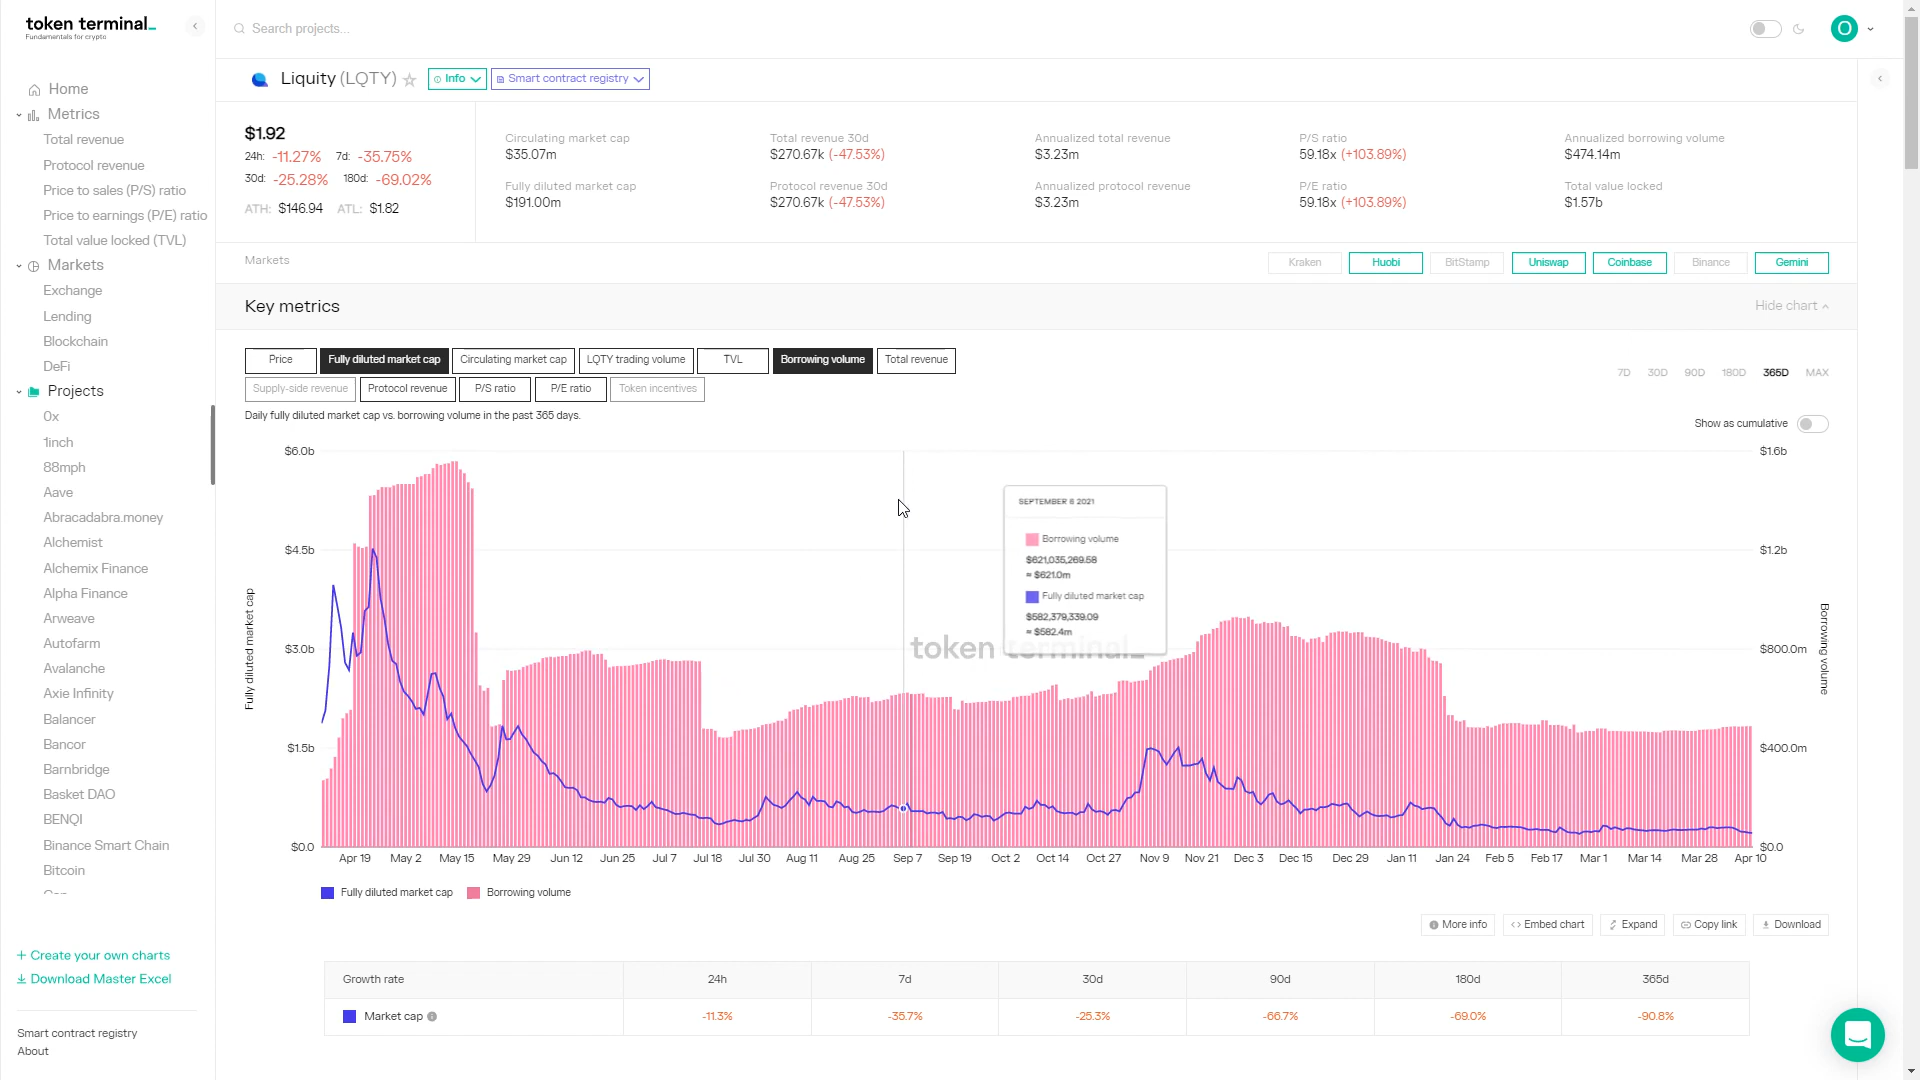 token terminal_
Fundamentals for crypto
Search projects...
O
Home
Metrics
Total revenue
Protocol revenue
Price to sales (P/S) ratio
Price to earnings (P/E) ratio
Total value locked (TVL)
Markets
Exchange
Lending
Blockchain
DeFi
Projects
0x
1inch
88mph
Aave
Abracadabra.money
Alchemist
Alchemix Finance
Alpha Finance
Arweave
Autofarm
Avalanche
Axie Infinity
Balancer
Bancor
Barnbridge
Basket DAO
BENQI
Binance Smart Chain
Bitcoin
+ Create your own charts
Download Master Excel
Smart contract registry
About
Liquity (LQTY) Info Smart contract registry
$1.92
24h: -11.27% 7d: -35.75%
30d: -25.28% 180d: -69.02%
ATH: $146.94 ATL: $1.82
Circulating market cap
$35.07m
Fully diluted market cap
$191.00m
Total revenue 30d
$270.67k (-47.53%)
Protocol revenue 30d
$270.67k (-47.53%)
Annualized total revenue
$3.23m
Annualized protocol revenue
$3.23m
P/S ratio
59.18x (+103.89%)
P/E ratio
59.18x (+103.89%)
Annualized borrowing volume
$474.14m
Total value locked
$1.57b
Markets Kraken Huobi BitStamp Uniswap Coinbase Binance Gemini
Key metrics Hide chart
Price Fully diluted market cap Circulating market cap LQTY trading volume TVL Borrowing volume Total revenue
Supply-side revenue Protocol revenue P/S ratio P/E ratio Token incentives
7D 30D 90D 180D 365D MAX
Daily fully diluted market cap vs. borrowing volume in the past 365 days.
Show as cumulative
$6.0b
$4.5b
$3.0b
$1.5b
$0.0
Fully diluted market cap
$1.6b
$1.2b
$800.0m
$400.0m
$0.0
Borrowing volume
SEPTEMBER 8 2021
Borrowing volume
$621,035,269.58
≈ $621.0m
Fully diluted market cap
$582,379,339.09
≈ $582.4m
token terminal_
Apr 19 May 2 May 15 May 29 Jun 12 Jun 25 Jul 7 Jul 18 Jul 30 Aug 11 Aug 25 Sep 7 Sep 19 Oct 2 Oct 14 Oct 27 Nov 9 Nov 21 Dec 3 Dec 15 Dec 29 Jan 11 Jan 24 Feb 5 Feb 17 Mar 1 Mar 14 Mar 28 Apr 10
Fully diluted market cap Borrowing volume
More info <> Embed chart Expand Copy link Download
Growth rate 24h 7d 30d 90d 180d 365d
Market cap -11.3% -35.7% -25.3% -66.7% -69.0% -90.8%